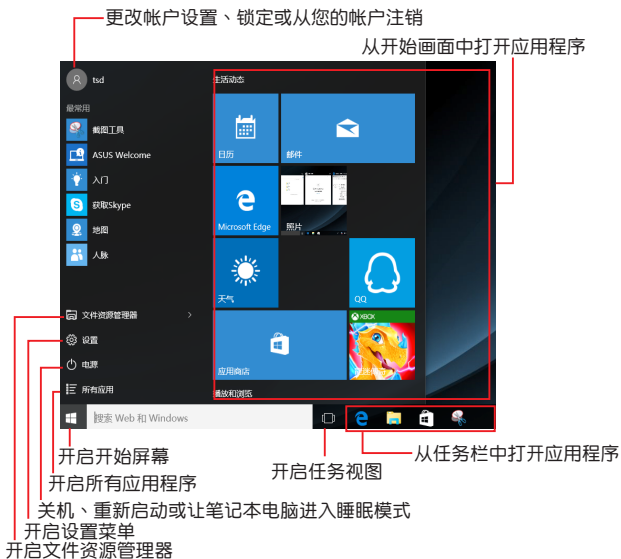 更改帐户设置、锁定或从您的帐户注销
从开始画面中打开应用程序
tsd
生活动态
最常用
截图工具
ASUS Welcome
入门
获取Skype
地图
人脉
日历
邮件
Microsoft Edge
照片
天气
QQ
应用商店
XBOX
播放和浏览
文件资源管理器
设置
电源
所有应用
搜索 Web 和 Windows
开启开始屏幕
开启任务视图
从任务栏中打开应用程序
开启所有应用程序
关机、重新启动或让笔记本电脑进入睡眠模式
开启设置菜单
开启文件资源管理器